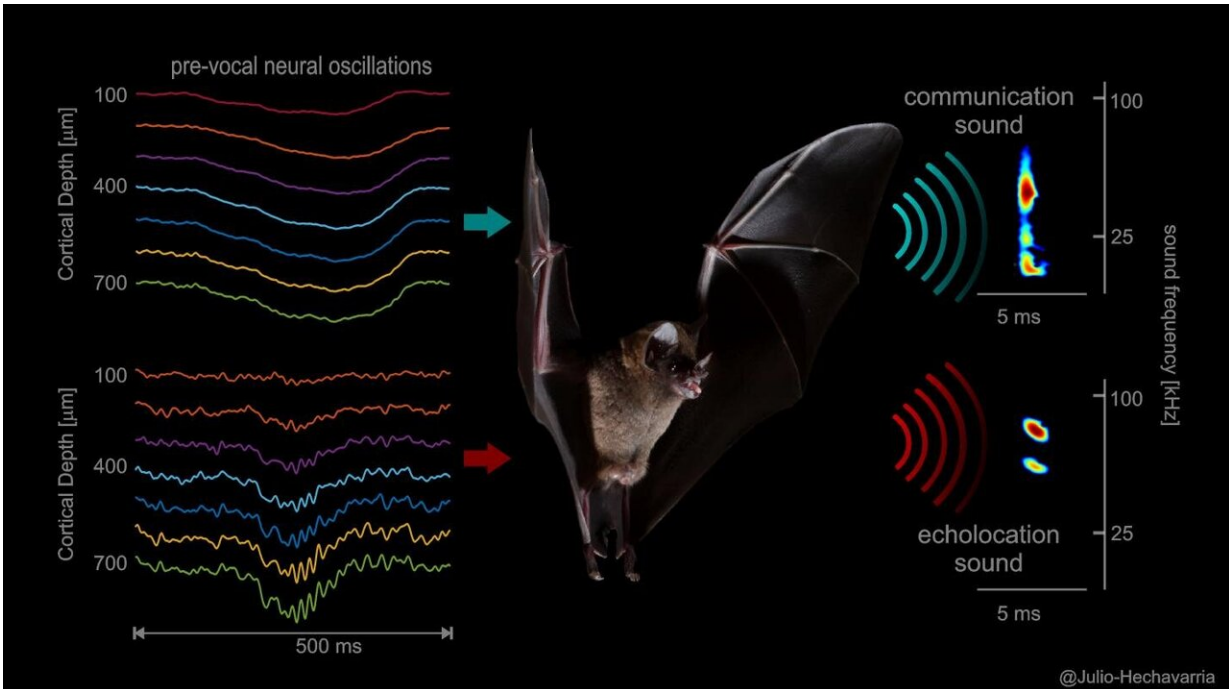 pre-vocal neural oscillations
Cortical Depth [µm]
100
400
700
Cortical Depth [µm]
100
400
700
500 ms
communication
sound
100
25
5 ms
sound frequency [kHz]
100
25
echolocation
sound
5 ms
@Julio-Hechavarria